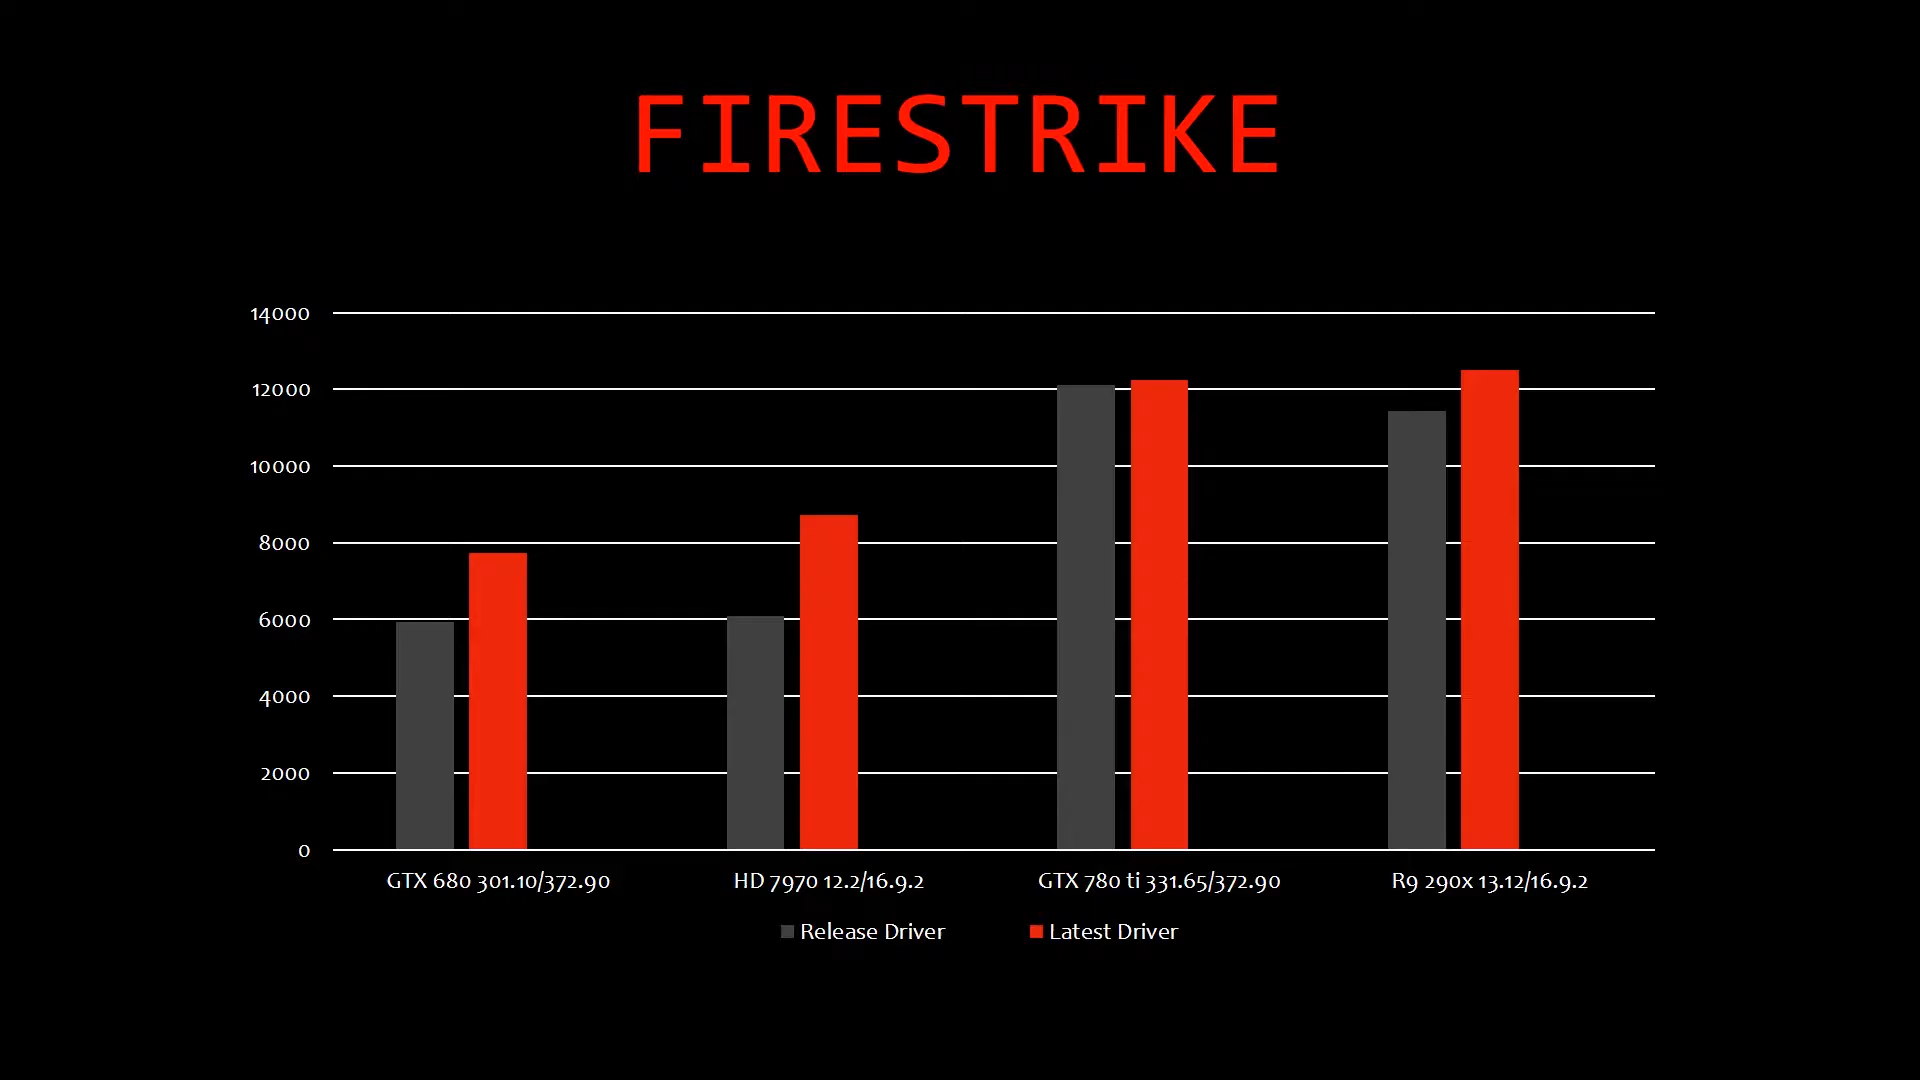 FIRESTRIKE
14000
12000
10000
8000
6000
4000
2000
0
GTX 680 301.10/372.90 HD 7970 12.2/16.9.2 GTX 780 ti 331.65/372.90 R9 290x 13.12/16.9.2
Release Driver Latest Driver